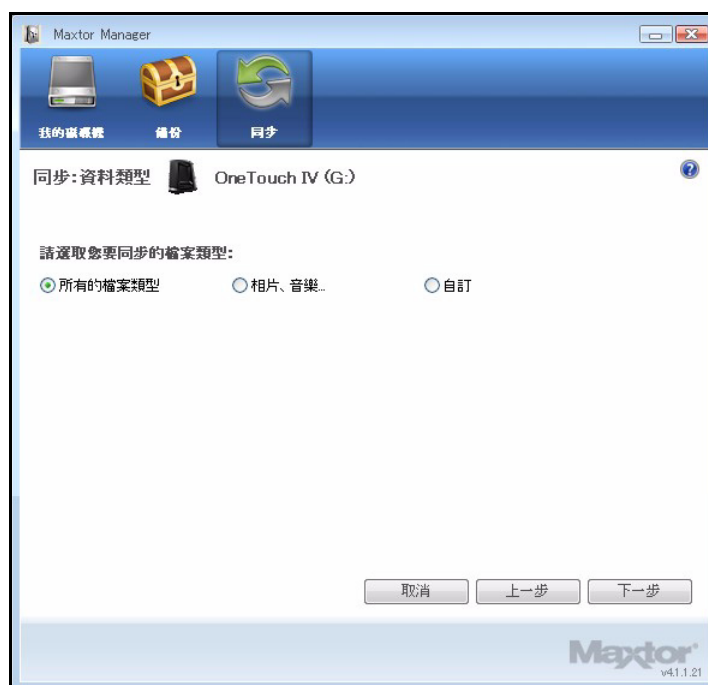 Maxtor Manager
我的磁碟機 備份 同步
同步:資料類型 OneTouch IV (G:)
請選取您要同步的檔案類型:
所有的檔案類型 相片、音樂... 自訂
取消 上一步 下一步
Maxtor
v4.1.1.21